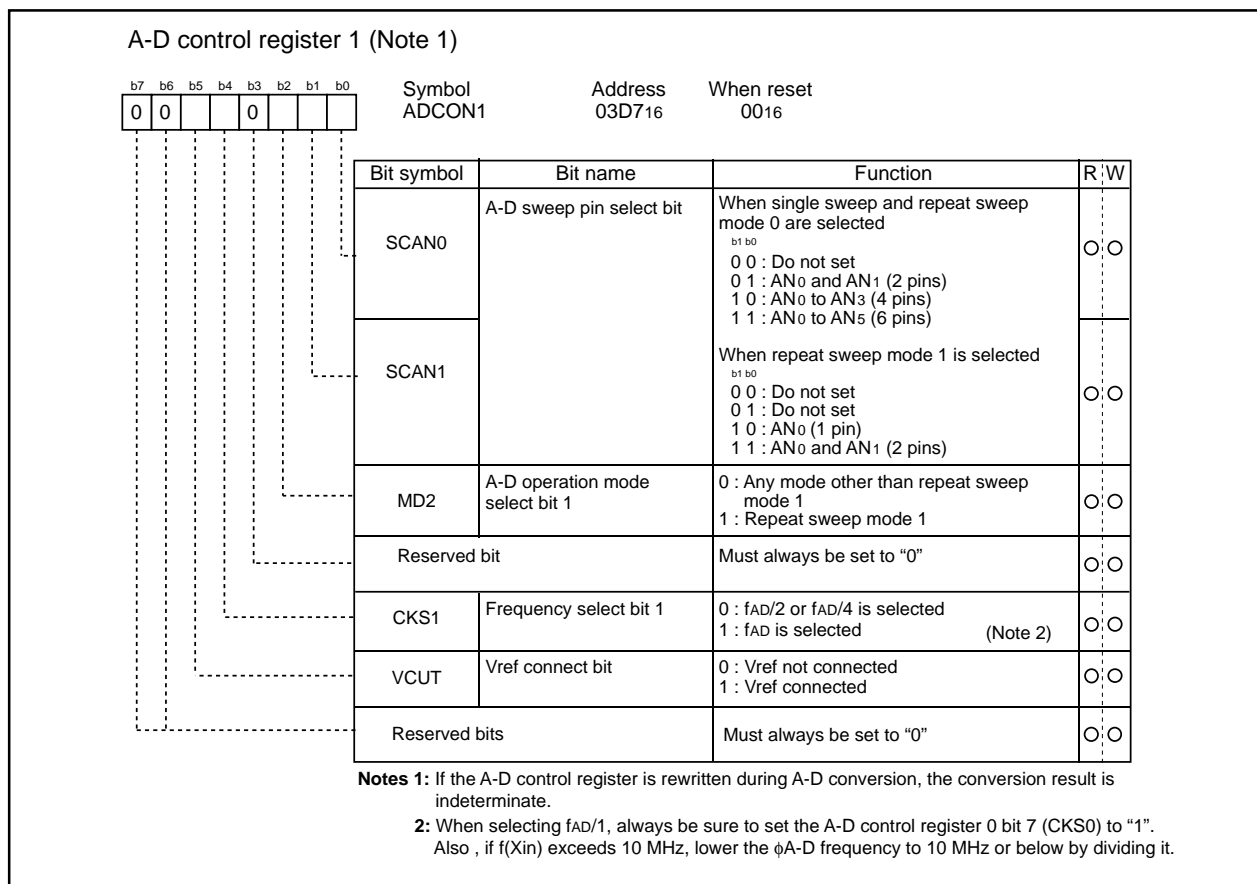 A-D control register 1 (Note 1)
b7 b6 b5 b4 b3 b2 b1 b0
Symbol Address When reset
0 0 0 ADCON1 03D716 0016
Bit symbol Bit name Function R W
SCAN0
A-D sweep pin select bit
When single sweep and repeat sweep
mode 0 are selected
b1 b0
0 0 : Do not set
0 1 : AN0 and AN1 (2 pins)
1 0 : AN0 to AN3 (4 pins)
1 1 : AN0 to AN5 (6 pins)
SCAN1
When repeat sweep mode 1 is selected
b1 b0
0 0 : Do not set
0 1 : Do not set
1 0 : AN0 (1 pin)
1 1 : AN0 and AN1 (2 pins)
MD2
A-D operation mode
select bit 1
0 : Any mode other than repeat sweep
mode 1
1 : Repeat sweep mode 1
Reserved bit Must always be set to “0”
CKS1
Frequency select bit 1
0 : fAD/2 or fAD/4 is selected
1 : fAD is selected (Note 2)
VCUT
Vref connect bit
0 : Vref not connected
1 : Vref connected
Reserved bits Must always be set to “0”
Notes 1: If the A-D control register is rewritten during A-D conversion, the conversion result is
indeterminate.
2: When selecting fAD/1, always be sure to set the A-D control register 0 bit 7 (CKS0) to “1”.
Also , if f(Xin) exceeds 10 MHz, lower the ϕA-D frequency to 10 MHz or below by dividing it.